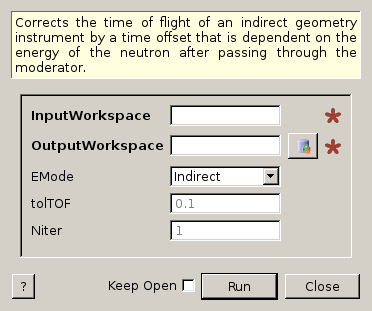 Corrects the time of flight of an indirect geometry
instrument by a time offset that is dependent on the
energy of the neutron after passing through the
moderator.
InputWorkspace
OutputWorkspace
EMode Indirect
tolTOF 0.1
Niter 1
? Keep Open Run Close